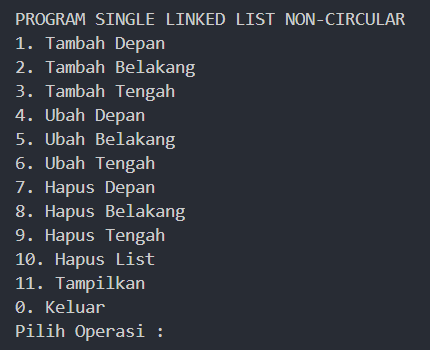 PROGRAM SINGLE LINKED LIST NON-CIRCULAR
1. Tambah Depan
2. Tambah Belakang
3. Tambah Tengah
4. Ubah Depan
5. Ubah Belakang
6. Ubah Tengah
7. Hapus Depan
8. Hapus Belakang
9. Hapus Tengah
10. Hapus List
11. Tampilkan
0. Keluar
Pilih Operasi :